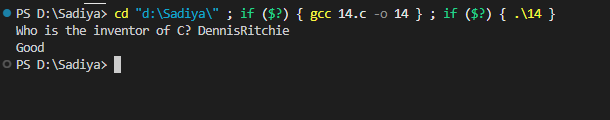 PS D:\Sadiya> cd "d:\Sadiya\" ; if ($?) { gcc 14.c -o 14 } ; if ($?) { .\14 }
Who is the inventor of C? DennisRitchie
Good
PS D:\Sadiya>